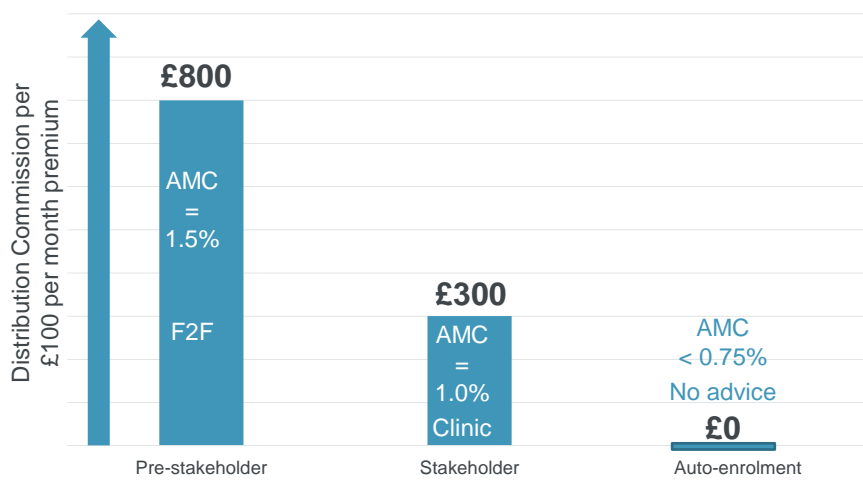 Distribution Commission per
£100 per month premium
£800
AMC
=
1.5%
F2F
£300
AMC
=
1.0%
Clinic
AMC
< 0.75%
No advice
£0
Pre-stakeholder
Stakeholder
Auto-enrolment